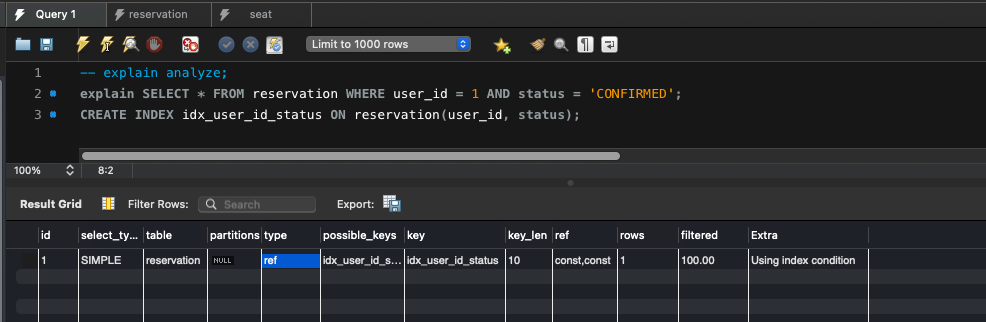 Query 1 reservation seat
Limit to 1000 rows
1 -- explain analyze;
2 explain SELECT * FROM reservation WHERE user_id = 1 AND status = 'CONFIRMED';
3 CREATE INDEX idx_user_id_status ON reservation(user_id, status);
100% 8:2
Result Grid Filter Rows: Search Export:
id select_ty... table partitions type possible_keys key key_len ref rows filtered Extra
1 SIMPLE reservation NULL ref idx_user_id_s... idx_user_id_status 10 const,const 1 100.00 Using index condition